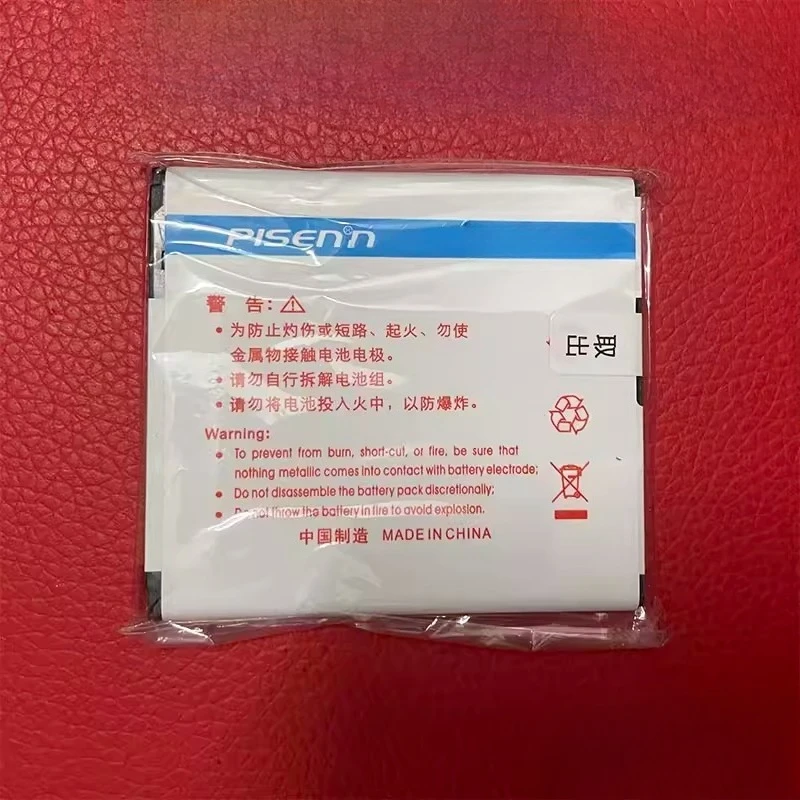 PISEN®n
警 告:
• 为防止灼伤或短路、起火、勿使
金属物接触电池电极。
• 请勿自行拆解电池组。
• 请勿将电池投入火中，以防爆炸。
取出
Warning:
• To prevent from burn, short-cut, or fire, be sure that
nothing metallic comes into contact with battery electrode;
• Do not disassemble the battery pack discretionally;
• Do not throw the battery in fire to avoid explosion.
中国制造 MADE IN CHINA